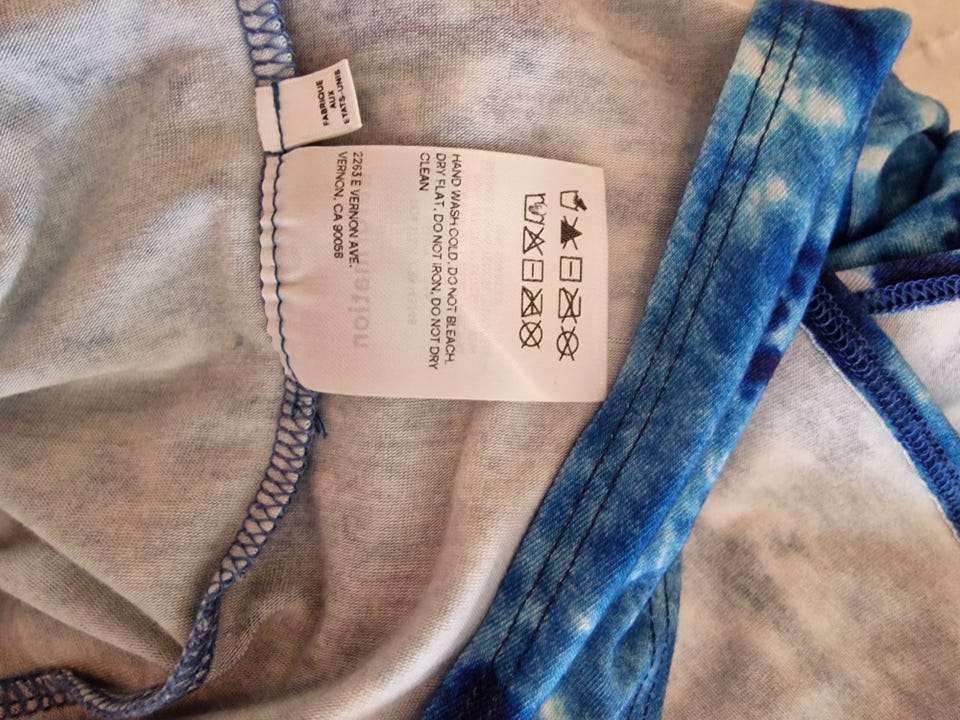 FABRIQUE
AUX
ETATS-UNIS
HAND WASH COLD, DO NOT BLEACH,
DRY FLAT, DO NOT IRON, DO NOT DRY
CLEAN
2263 E VERNON AVE.
VERNON, CA 90058